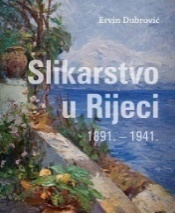 Ervin Dubrović
Slikarstvo
u Rijeci
1891. – 1941.